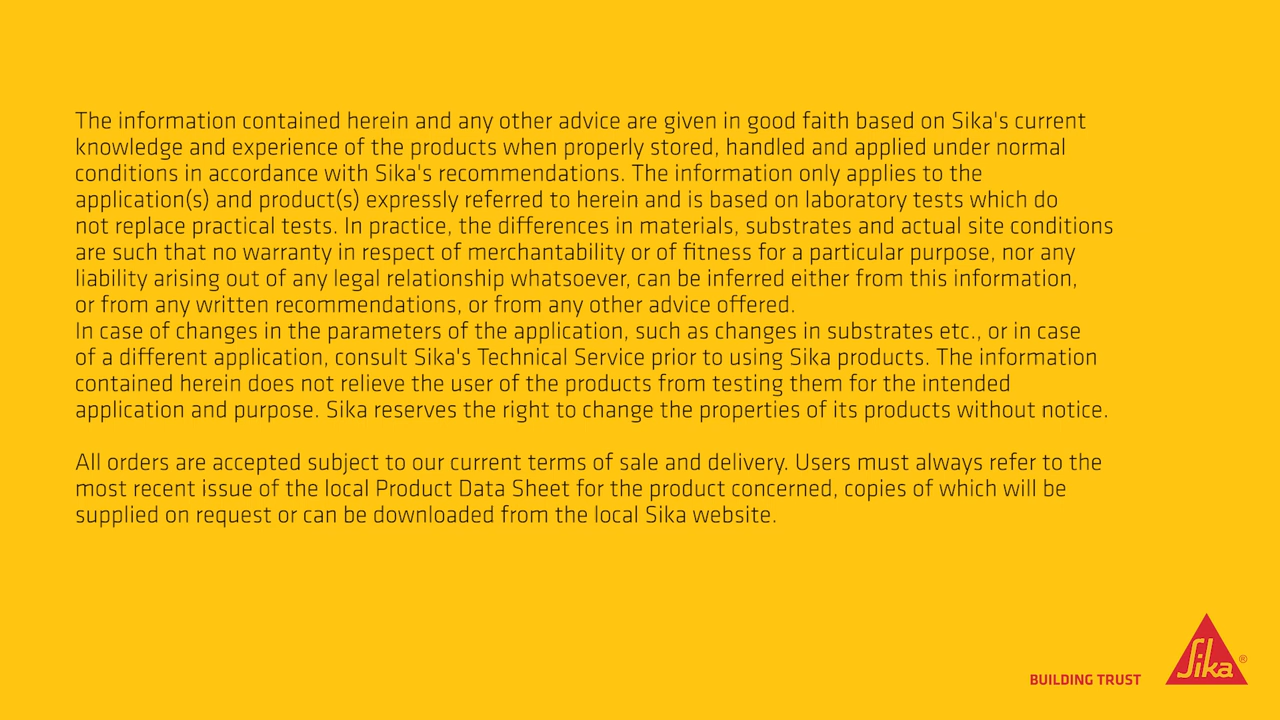 The information contained herein and any other advice are given in good faith based on Sika's current
knowledge and experience of the products when properly stored, handled and applied under normal
conditions in accordance with Sika's recommendations. The information only applies to the
application(s) and product(s) expressly referred to herein and is based on laboratory tests which do
not replace practical tests. In practice, the differences in materials, substrates and actual site conditions
are such that no warranty in respect of merchantability or of fitness for a particular purpose, nor any
liability arising out of any legal relationship whatsoever, can be inferred either from this information,
or from any written recommendations, or from any other advice offered.
In case of changes in the parameters of the application, such as changes in substrates etc., or in case
of a different application, consult Sika's Technical Service prior to using Sika products. The information
contained herein does not relieve the user of the products from testing them for the intended
application and purpose. Sika reserves the right to change the properties of its products without notice.
All orders are accepted subject to our current terms of sale and delivery. Users must always refer to the
most recent issue of the local Product Data Sheet for the product concerned, copies of which will be
supplied on request or can be downloaded from the local Sika website.
BUILDING TRUST
Sika®